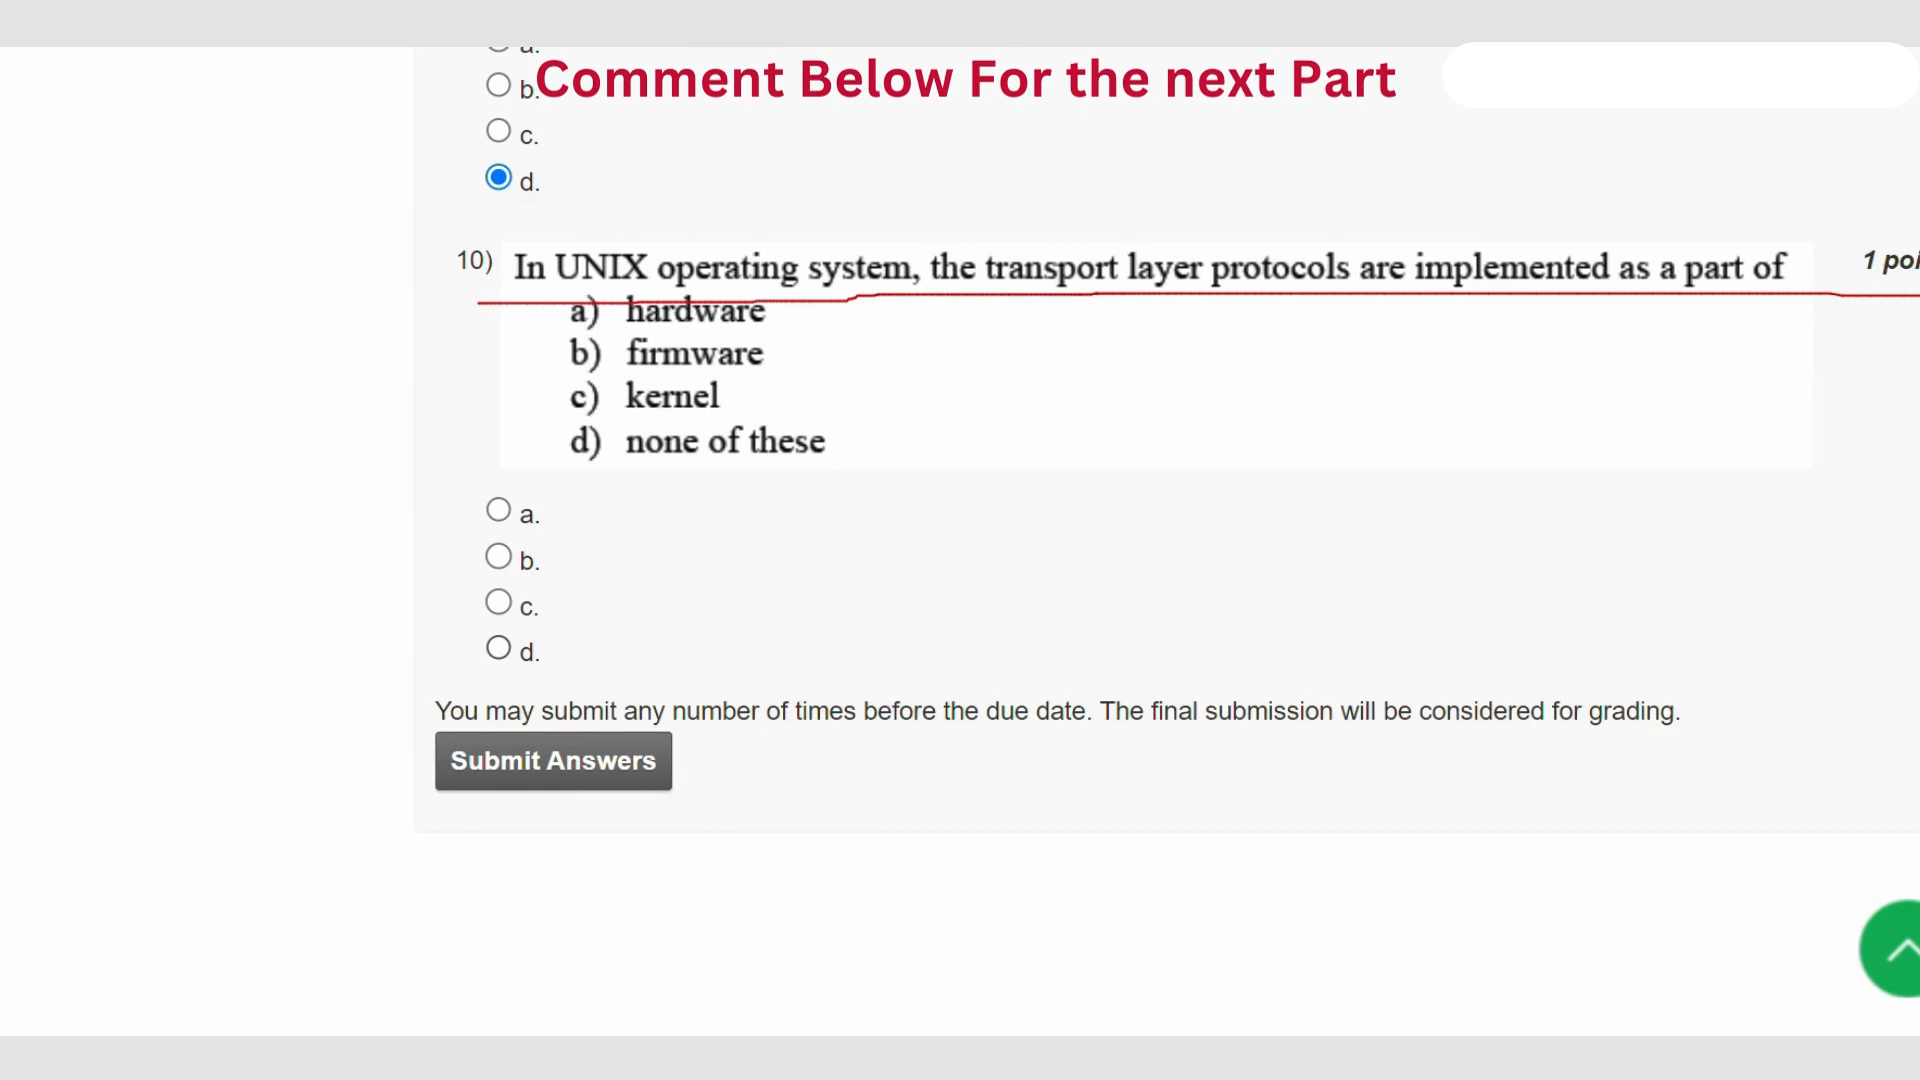 Comment Below For the next Part
b.
c.
d.
10) In UNIX operating system, the transport layer protocols are implemented as a part of
a) hardware
b) firmware
c) kernel
d) none of these
a.
b.
c.
d.
You may submit any number of times before the due date. The final submission will be considered for grading.
Submit Answers